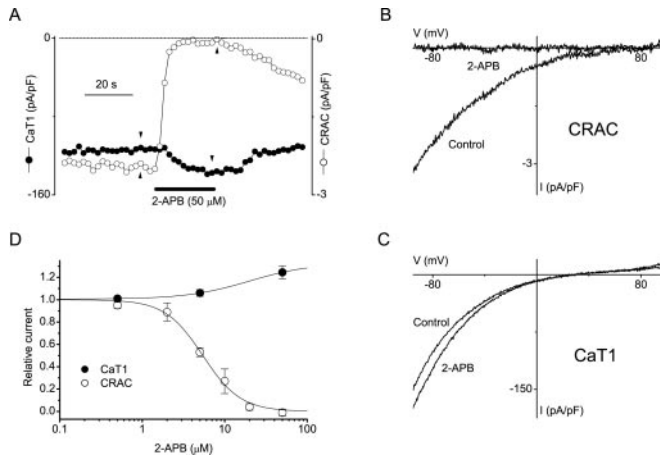 A
0
0
20 s
CaT1 (pA/pF)
CRAC (pA/pF)
-160
-3
2-APB (50 µM)
B
V (mV)
-80
80
2-APB
Control
CRAC
-3
I (pA/pF)
D
1.2
1.0
0.8
0.6
0.4
0.2
0.0
Relative current
CaT1
CRAC
0.1
1
10
100
2-APB (µM)
C
V (mV)
-80
80
Control
2-APB
CaT1
-150
I (pA/pF)